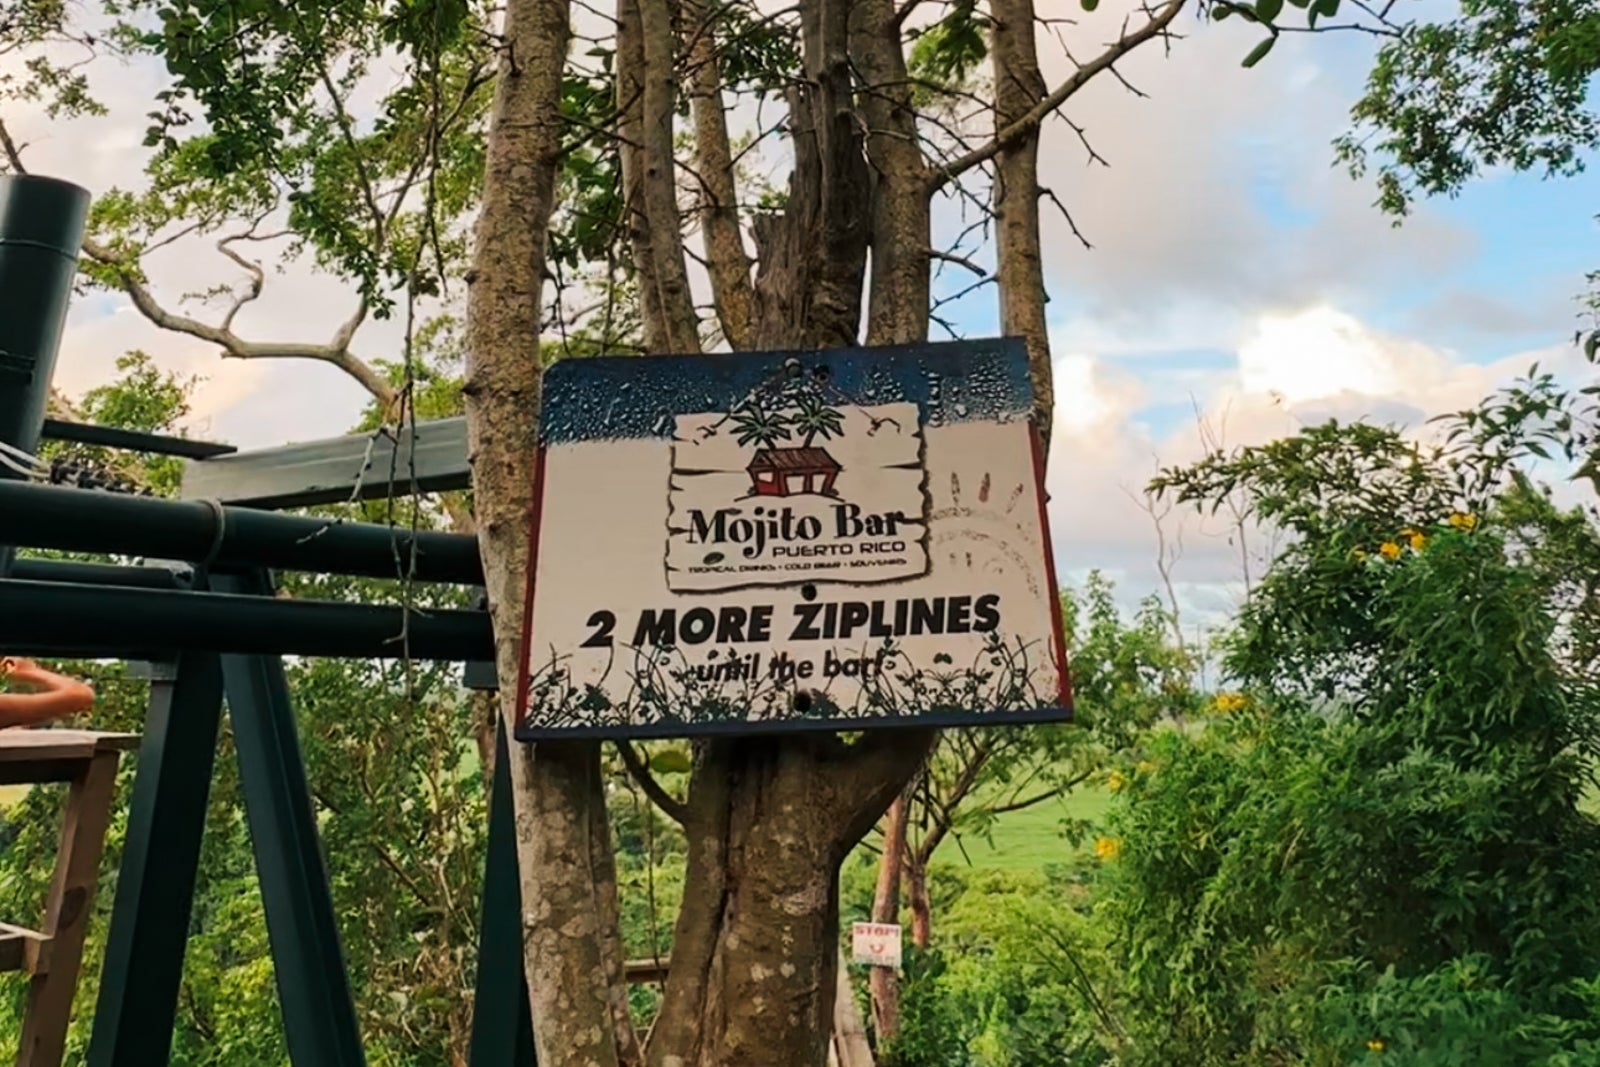 Mojito Bar
PUERTO RICO
TROPICAL DRINKS • COLD BEER • SOUVENIRS
2 MORE ZIPLINES
until the bar!
STOP!